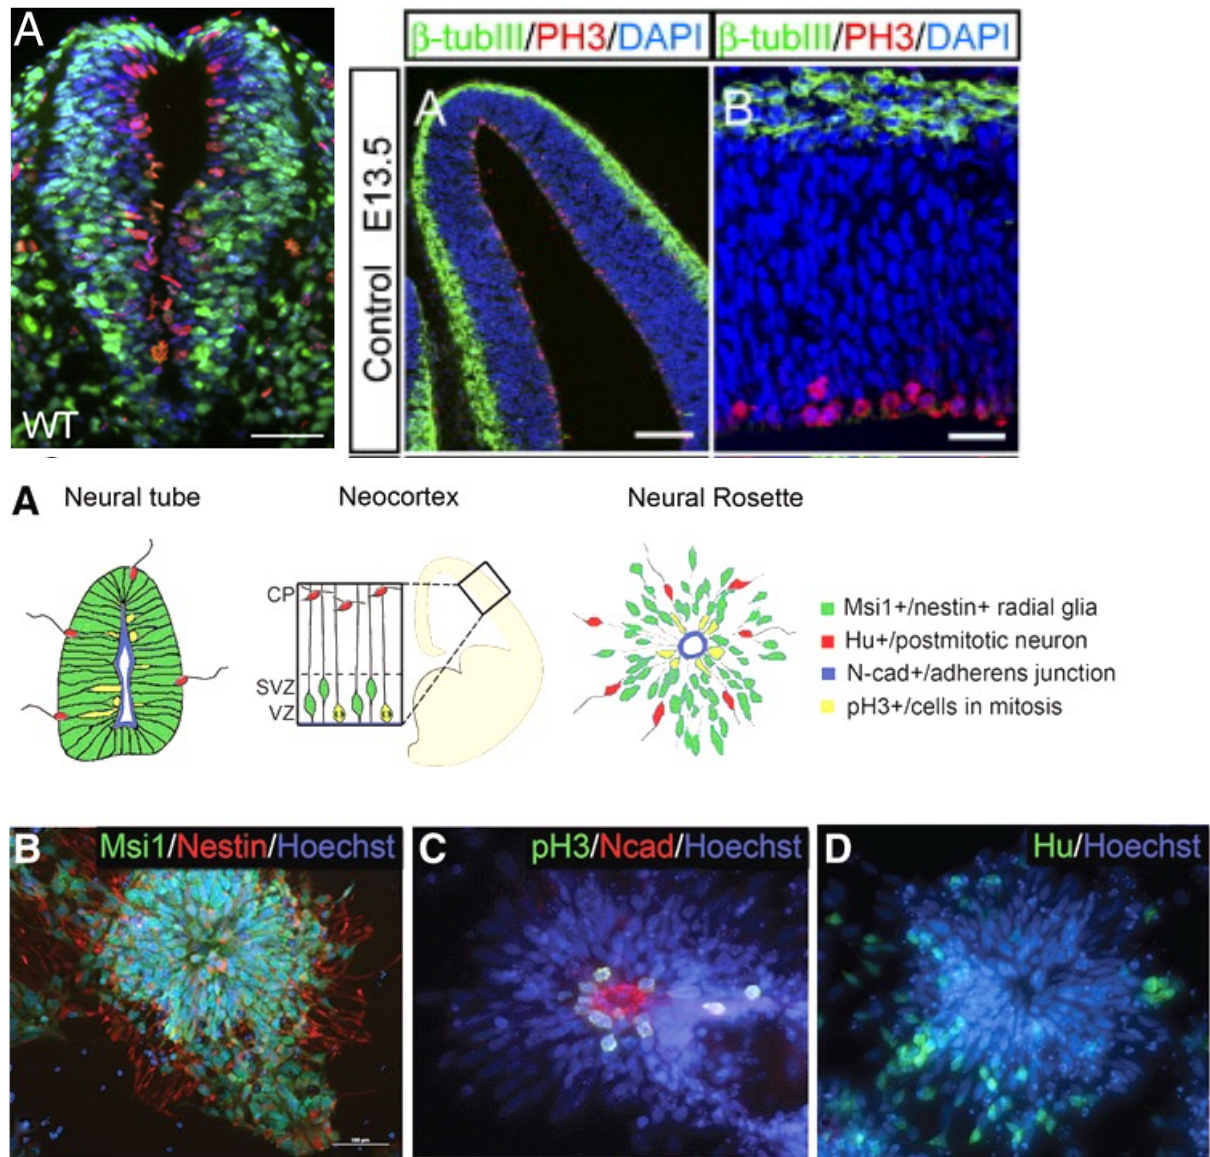 A
WT
β-tubIII/PH3/DAPI
β-tubIII/PH3/DAPI
Control E13.5
A
B
A
Neural tube
Neocortex
Neural Rosette
CP
SVZ
VZ
Msi1+/nestin+ radial glia
Hu+/postmitotic neuron
N-cad+/adherens junction
pH3+/cells in mitosis
B
Msi1/Nestin/Hoechst
100 μm
C
pH3/Ncad/Hoechst
D
Hu/Hoechst